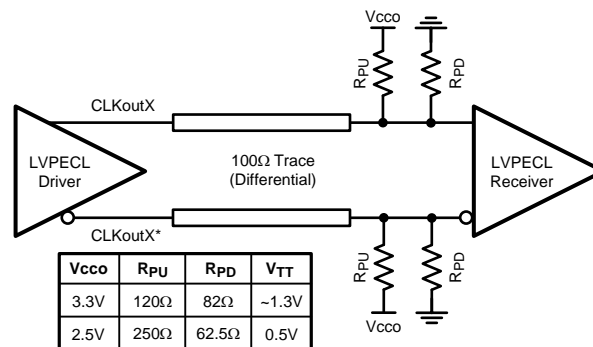 Vcco
RPU
RPD
CLKoutX
LVPECL
Driver
100Ω Trace
(Differential)
LVPECL
Receiver
CLKoutX*
RPU
RPD
Vcco
Vcco RPU RPD VTT
3.3V 120Ω 82Ω ~1.3V
2.5V 250Ω 62.5Ω 0.5V